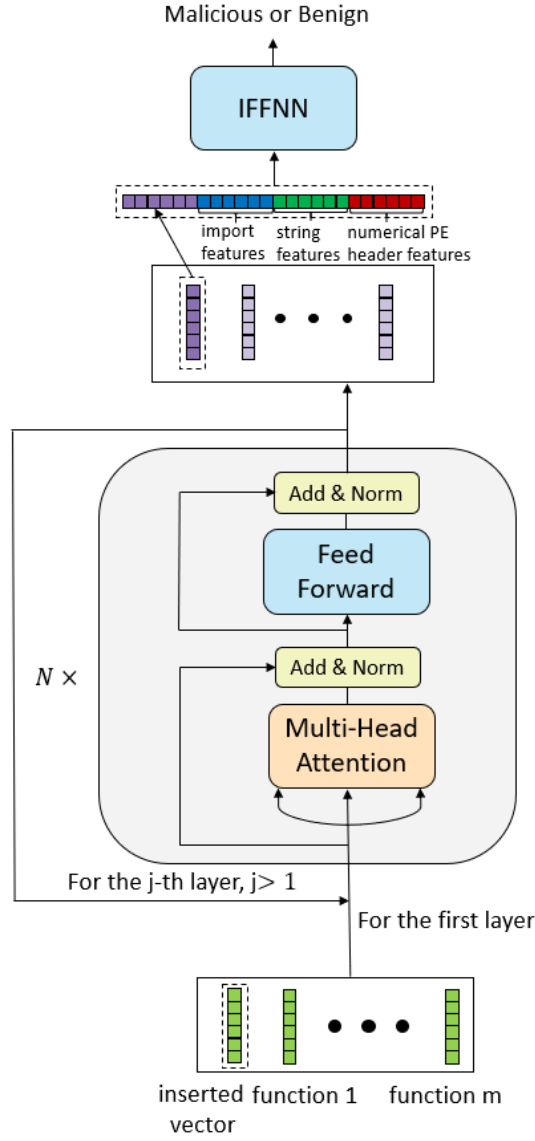 Malicious or Benign
IFFNN
import features
string features
numerical PE header features
Add & Norm
Feed Forward
Add & Norm
N ×
Multi-Head Attention
For the j-th layer, j> 1
For the first layer
inserted vector
function 1
function m